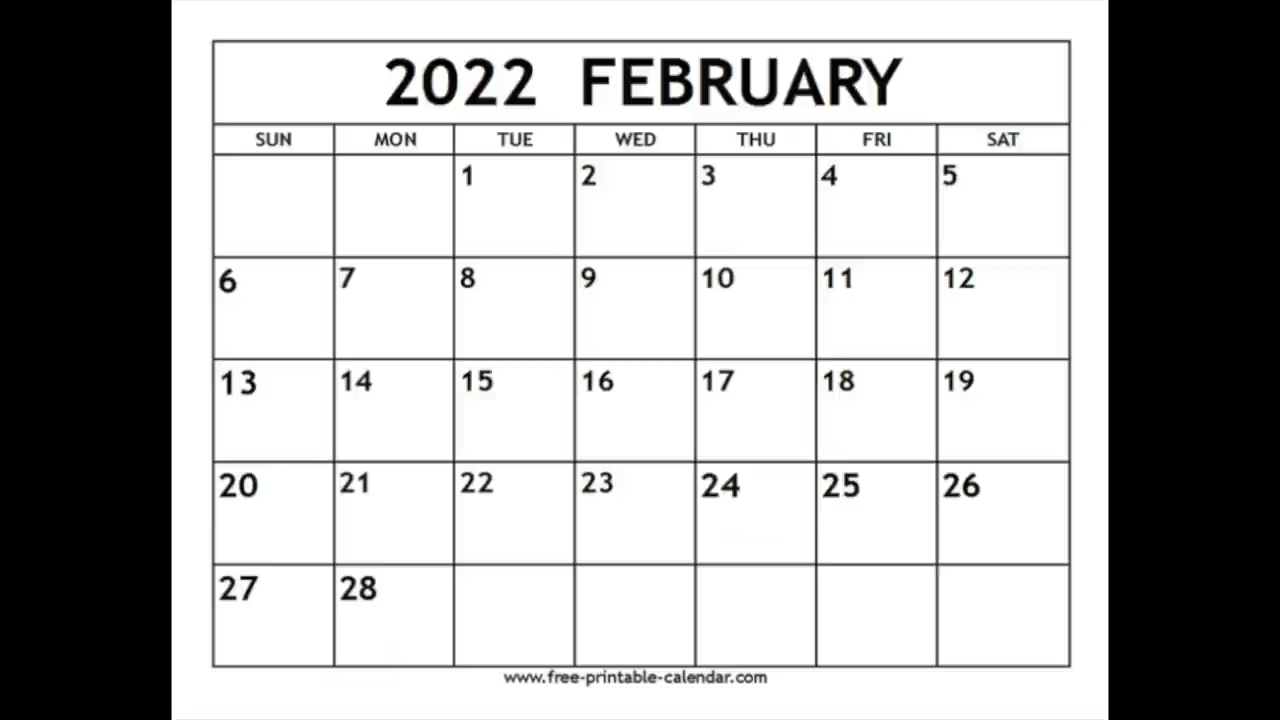 2022 FEBRUARY
SUN MON TUE WED THU FRI SAT
1 2 3 4 5
6 7 8 9 10 11 12
13 14 15 16 17 18 19
20 21 22 23 24 25 26
27 28
www.free-printable-calendar.com